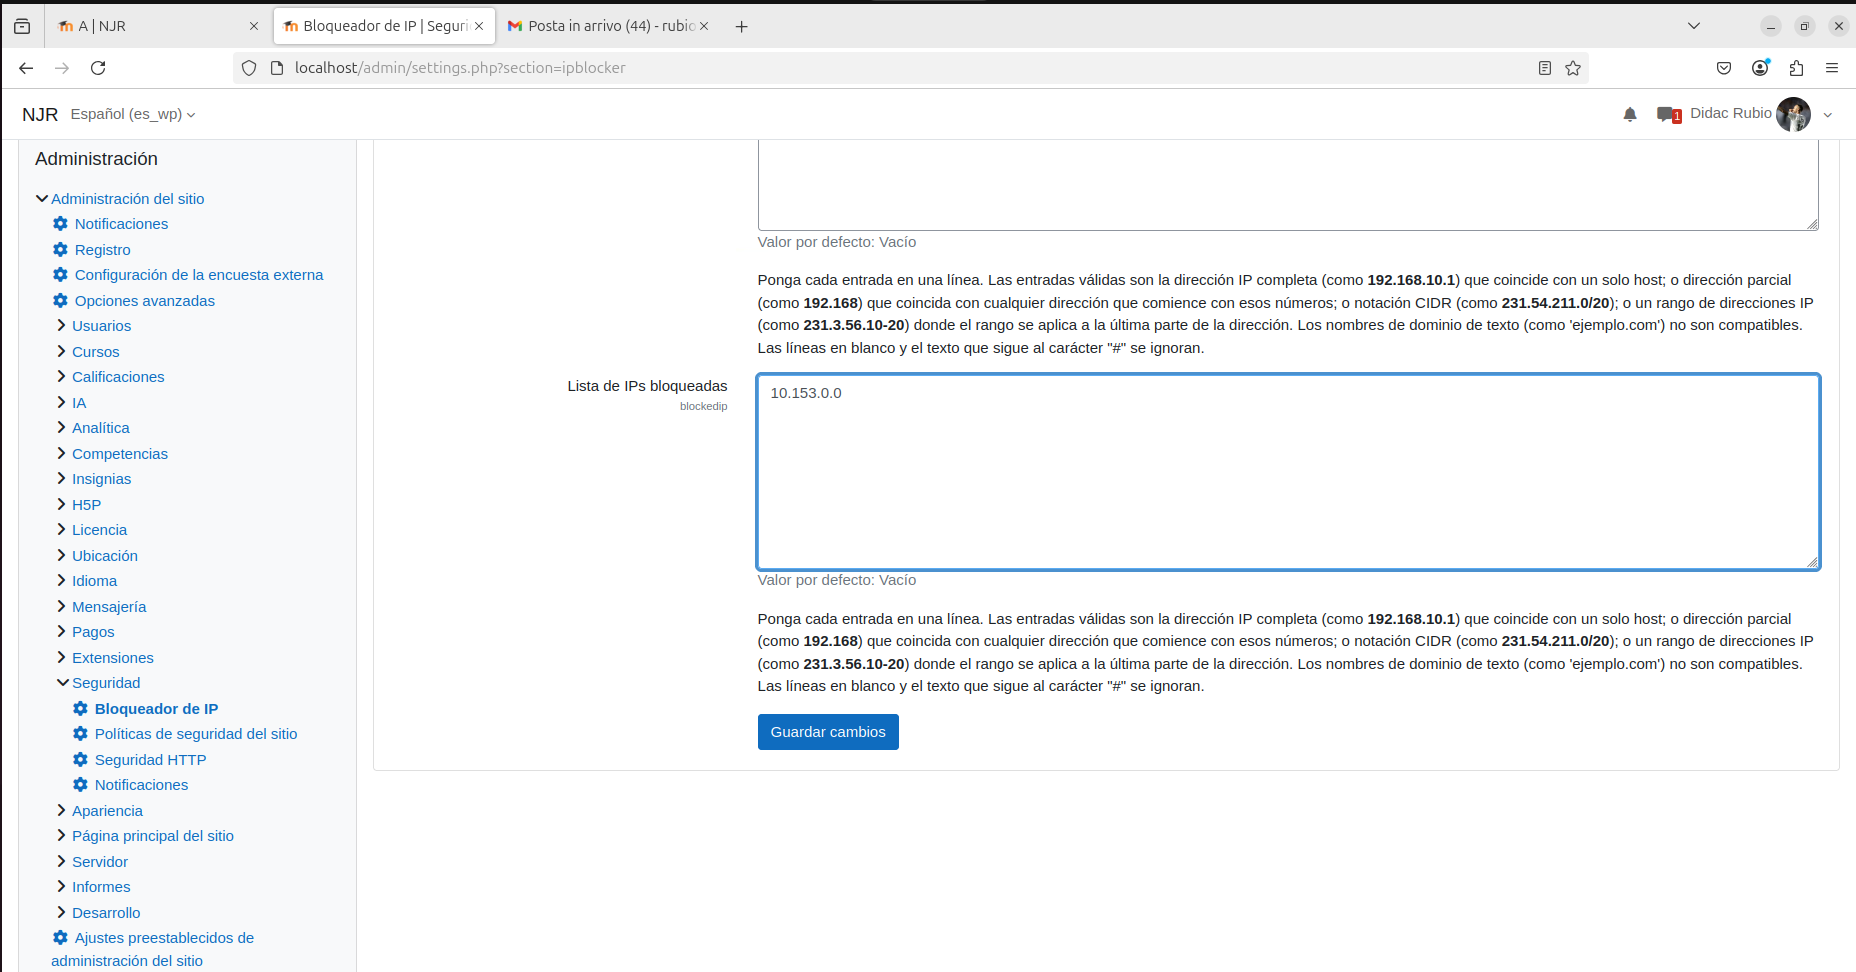 A | NJR
Bloqueador de IP | Seguri
Posta in arrivo (44) - rubio
localhost/admin/settings.php?section=ipblocker
NJR Español (es_wp)
1 Didac Rubio
Administración
Administración del sitio
Notificaciones
Registro
Configuración de la encuesta externa
Opciones avanzadas
Usuarios
Cursos
Calificaciones
IA
Analítica
Competencias
Insignias
H5P
Licencia
Ubicación
Idioma
Mensajería
Pagos
Extensiones
Seguridad
Bloqueador de IP
Políticas de seguridad del sitio
Seguridad HTTP
Notificaciones
Apariencia
Página principal del sitio
Servidor
Informes
Desarrollo
Ajustes preestablecidos de
administración del sitio
Valor por defecto: Vacío
Ponga cada entrada en una línea. Las entradas válidas son la dirección IP completa (como 192.168.10.1) que coincide con un solo host; o dirección parcial
(como 192.168) que coincida con cualquier dirección que comience con esos números; o notación CIDR (como 231.54.211.0/20); o un rango de direcciones IP
(como 231.3.56.10-20) donde el rango se aplica a la última parte de la dirección. Los nombres de dominio de texto (como 'ejemplo.com') no son compatibles.
Las líneas en blanco y el texto que sigue al carácter "#" se ignoran.
Lista de IPs bloqueadas
blockedip
10.153.0.0
Valor por defecto: Vacío
Ponga cada entrada en una línea. Las entradas válidas son la dirección IP completa (como 192.168.10.1) que coincide con un solo host; o dirección parcial
(como 192.168) que coincida con cualquier dirección que comience con esos números; o notación CIDR (como 231.54.211.0/20); o un rango de direcciones IP
(como 231.3.56.10-20) donde el rango se aplica a la última parte de la dirección. Los nombres de dominio de texto (como 'ejemplo.com') no son compatibles.
Las líneas en blanco y el texto que sigue al carácter "#" se ignoran.
Guardar cambios